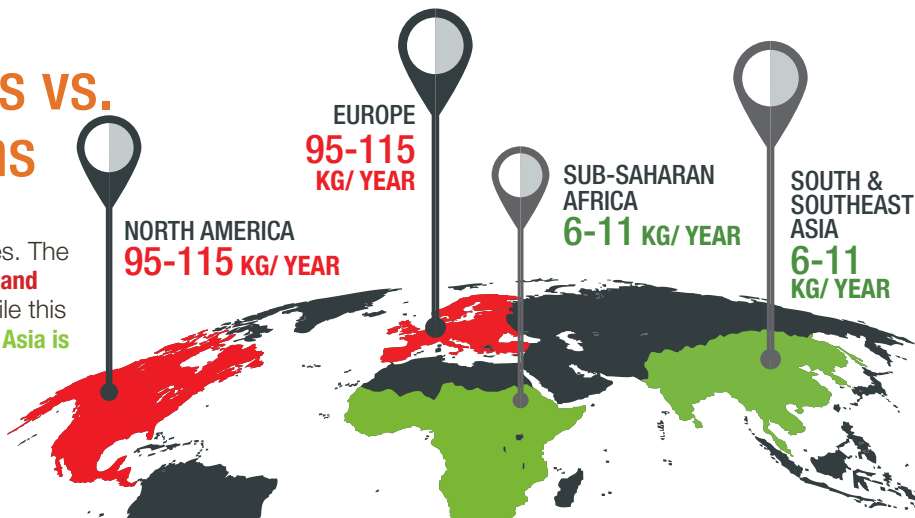 s vs.
ns
es. The
and
ile this
Asia is
NORTH AMERICA
95-115 KG/ YEAR
EUROPE
95-115
KG/ YEAR
SUB-SAHARAN
AFRICA
6-11 KG/ YEAR
SOUTH &
SOUTHEAST
ASIA
6-11
KG/ YEAR